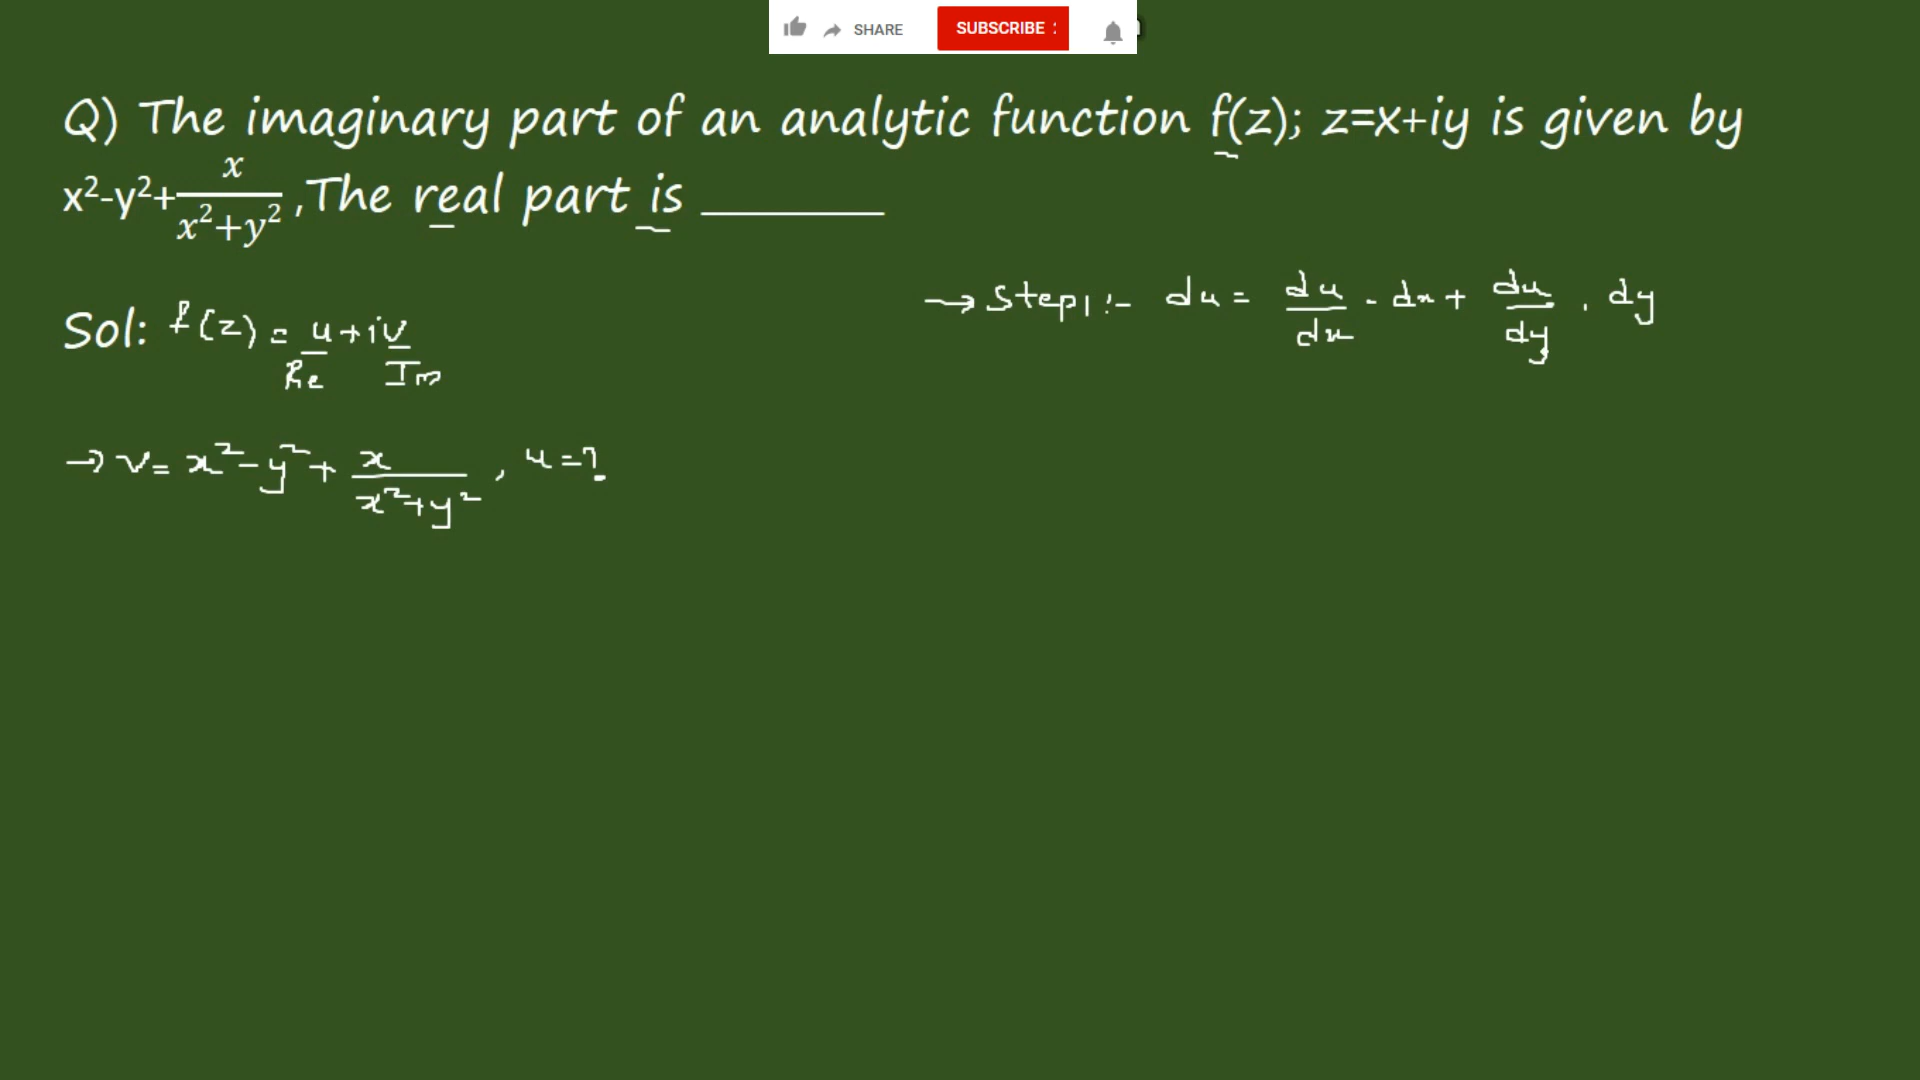 SHARE SUBSCRIBE
Q) The imaginary part of an analytic function f(z); z=x+iy is given by
x²-y²+x/(x²+y²) ,The real part is ________
→ Step1:- du = du/dx - dx + du/dy . dy
Sol: f(z) = u+iv
Re Im
→ v= x²-y²+ x/(x²+y²) , u=?